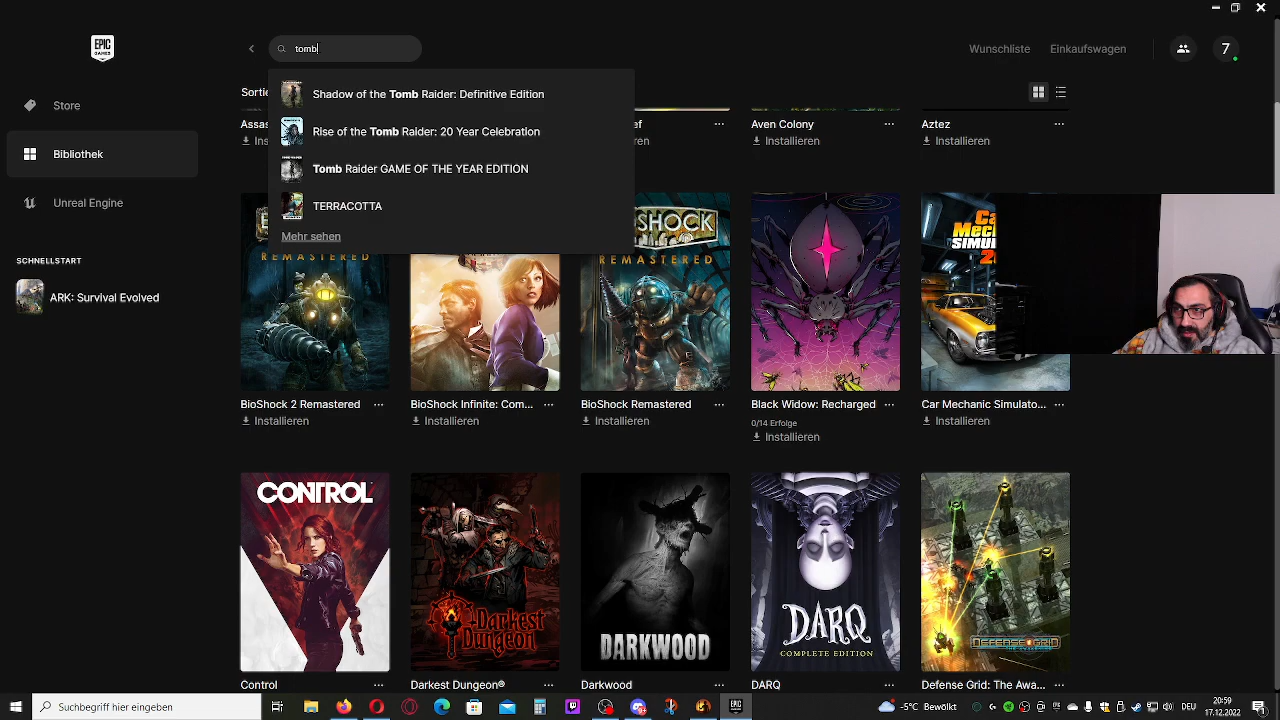 EPIC
GAMES
tomb
Wunschliste
Einkaufswagen
7
Store
Bibliothek
Unreal Engine
SCHNELLSTART
ARK: Survival Evolved
Sortie
Shadow of the Tomb Raider: Definitive Edition
Rise of the Tomb Raider: 20 Year Celebration
Tomb Raider GAME OF THE YEAR EDITION
TERRACOTTA
Mehr sehen
Assas
ef
Aven Colony
Installieren
Aztez
Installieren
REMASTERED
REMASTERED
BioShock 2 Remastered
Installieren
BioShock Infinite: Com...
Installieren
BioShock Remastered
Installieren
Black Widow: Recharged
0/14 Erfolge
Installieren
Car Mechanic Simulato...
Installieren
CONTROL
Darkest
Dungeon
DARKWOOD
DARQ
COMPLETE EDITION
DEFENSE GRID
Control
Darkest Dungeon®
Darkwood
DARQ
Defense Grid: The Awa...
Suchbegriff hier eingeben
-5°C Bewölkt
DEU
20:59
17.12.2022